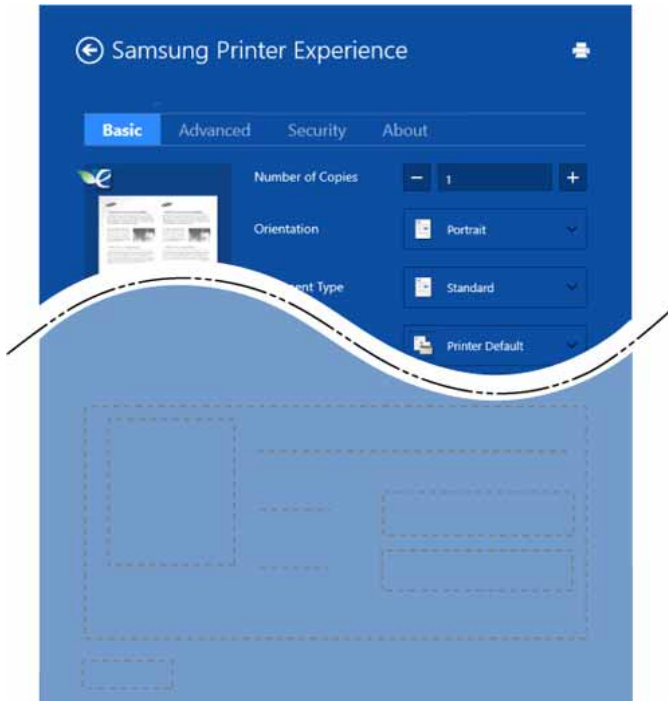 Samsung Printer Experience
Basic Advanced Security About
Number of Copies 1
Orientation Portrait
Type Standard
Printer Default